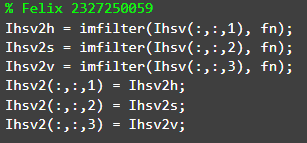 % Felix 2327250059
Ihsv2h = imfilter(Ihsv(:,:,1), fn);
Ihsv2s = imfilter(Ihsv(:,:,2), fn);
Ihsv2v = imfilter(Ihsv(:,:,3), fn);
Ihsv2(:,:,1) = Ihsv2h;
Ihsv2(:,:,2) = Ihsv2s;
Ihsv2(:,:,3) = Ihsv2v;